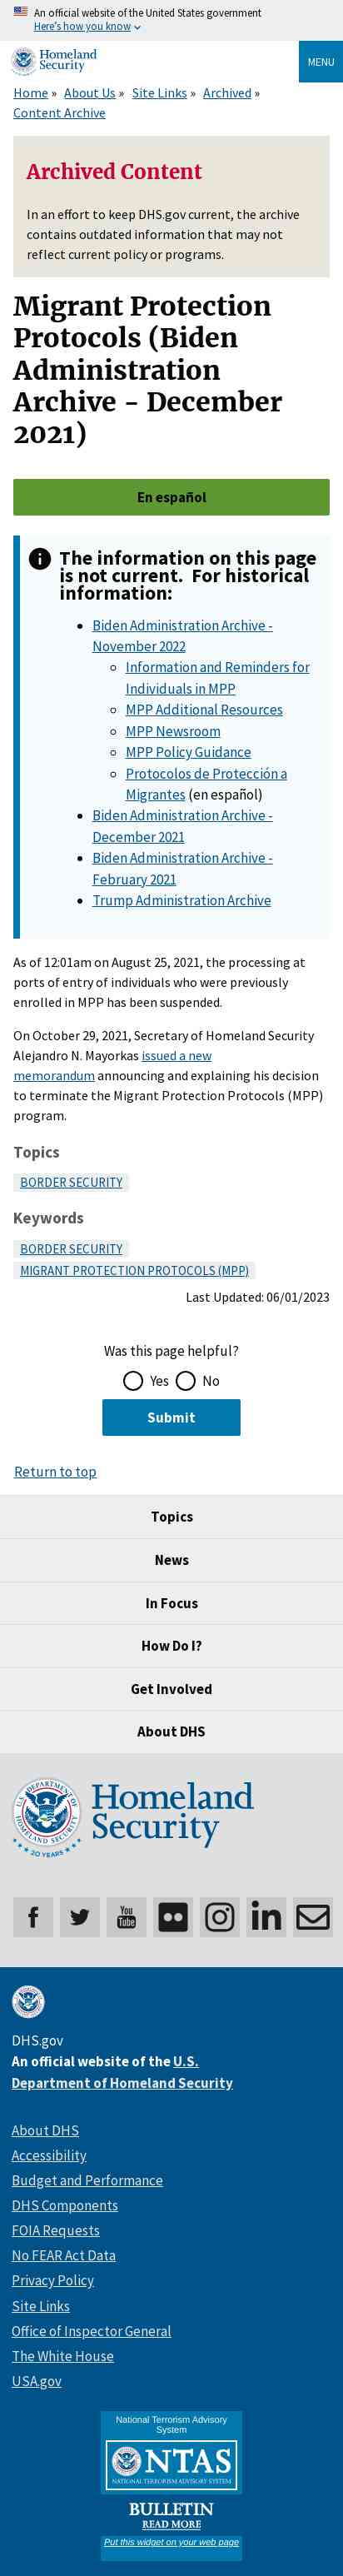 An official website of the United States government
Here's how you know
Homeland
Security
MENU
Home » About Us » Site Links » Archived »
Content Archive
Archived Content
In an effort to keep DHS.gov current, the archive
contains outdated information that may not
reflect current policy or programs.
Migrant Protection
Protocols (Biden
Administration
Archive - December
2021)
En español
The information on this page
is not current. For historical
information:
Biden Administration Archive -
November 2022
Information and Reminders for
Individuals in MPP
MPP Additional Resources
MPP Newsroom
MPP Policy Guidance
Protocolos de Protección a
Migrantes (en español)
Biden Administration Archive -
December 2021
Biden Administration Archive -
February 2021
Trump Administration Archive
As of 12:01am on August 25, 2021, the processing at
ports of entry of individuals who were previously
enrolled in MPP has been suspended.
On October 29, 2021, Secretary of Homeland Security
Alejandro N. Mayorkas issued a new
memorandum announcing and explaining his decision
to terminate the Migrant Protection Protocols (MPP)
program.
Topics
BORDER SECURITY
Keywords
BORDER SECURITY
MIGRANT PROTECTION PROTOCOLS (MPP)
Last Updated: 06/01/2023
Was this page helpful?
Yes No
Submit
Return to top
Topics
News
In Focus
How Do I?
Get Involved
About DHS
U.S. DEPARTMENT OF HOMELAND SECURITY
20 YEARS
Homeland
Security
You
Tube
DHS.gov
An official website of the U.S.
Department of Homeland Security
About DHS
Accessibility
Budget and Performance
DHS Components
FOIA Requests
No FEAR Act Data
Privacy Policy
Site Links
Office of Inspector General
The White House
USA.gov
National Terrorism Advisory
System
NTAS
NATIONAL TERRORISM ADVISORY SYSTEM
BULLETIN
READ MORE
Put this widget on your web page